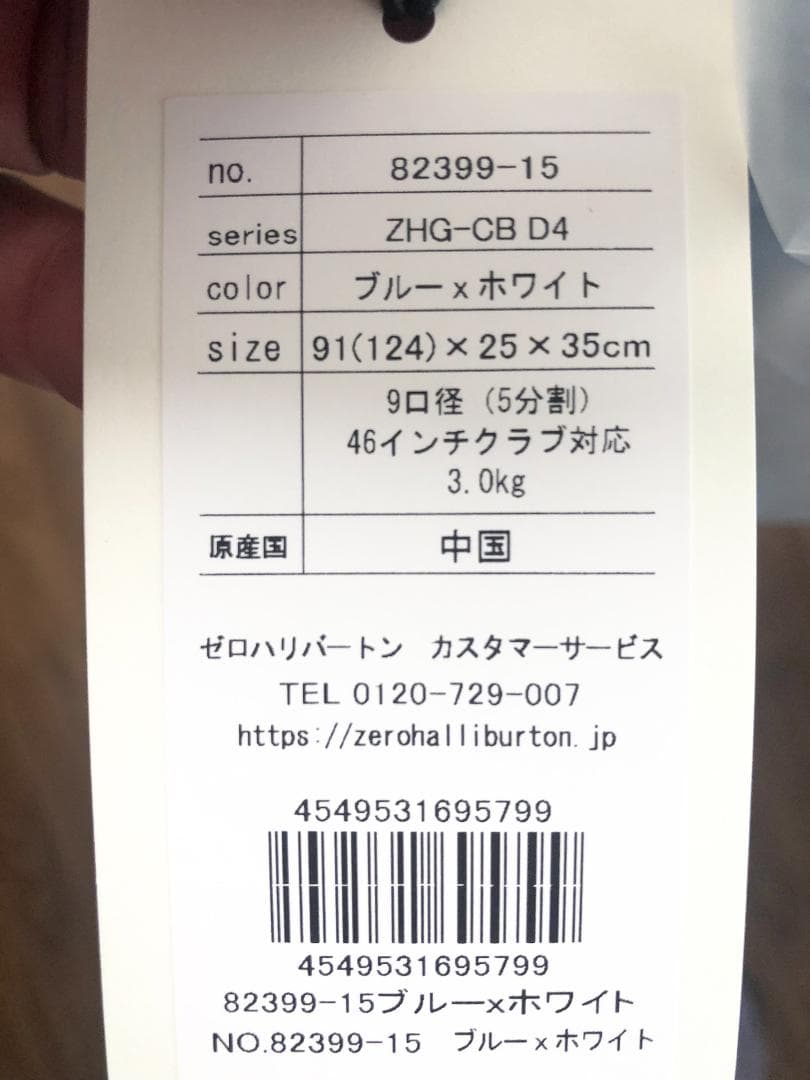 no. 82399-15
series ZHG-CB D4
color ブルーxホワイト
size 91(124)×25×35cm
9口径 (5分割)
46インチクラブ対応
3.0kg
原産国 中国
ゼロハリバートン カスタマーサービス
TEL 0120-729-007
https://zerohalliburton.jp
4549531695799
4549531695799
82399-15ブルーxホワイト
NO.82399-15 ブルーxホワイト